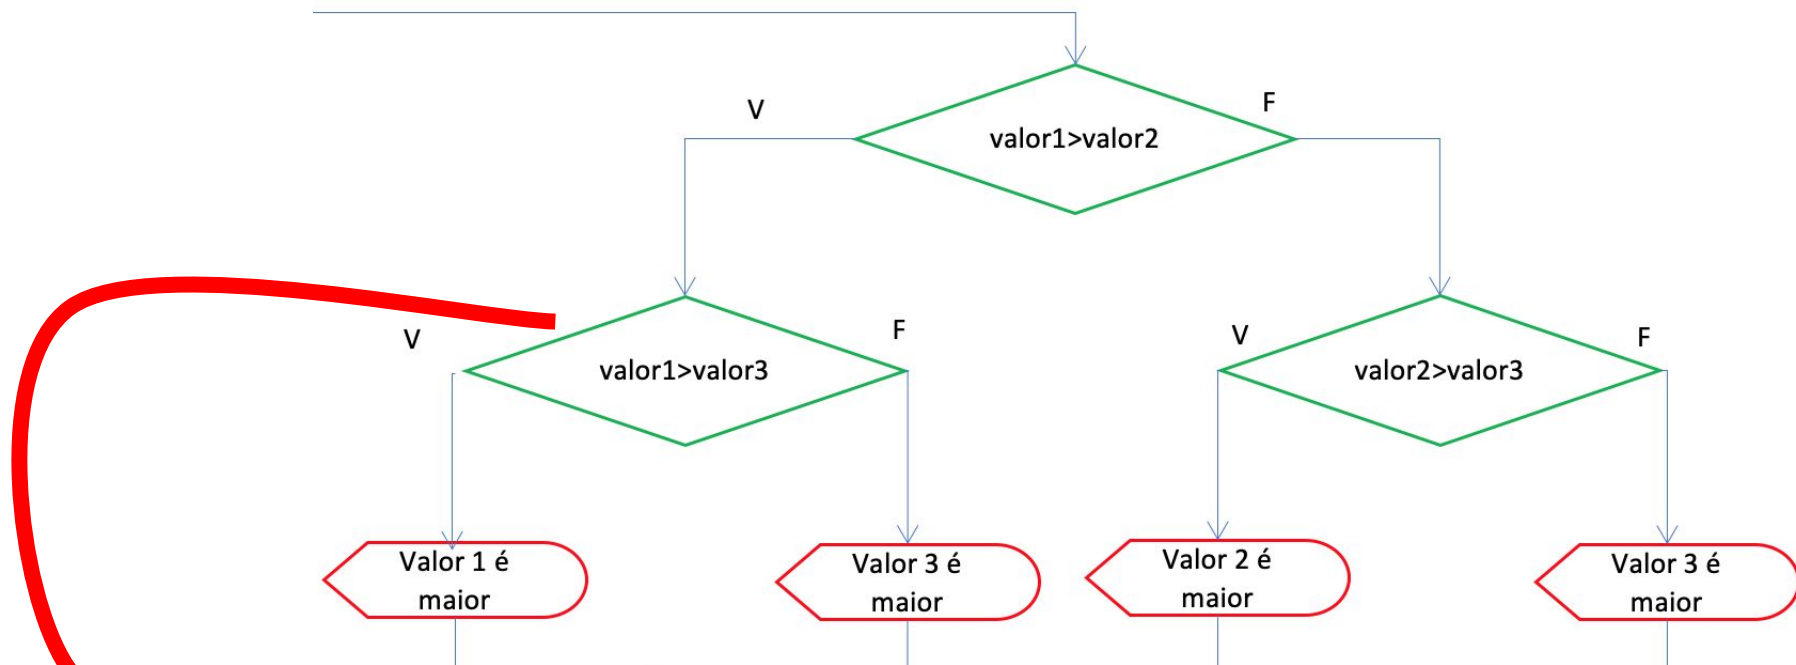 V
F
valor1>valor2
V
F
V
F
valor1>valor3
valor2>valor3
Valor 1 é
maior
Valor 3 é
maior
Valor 2 é
maior
Valor 3 é
maior